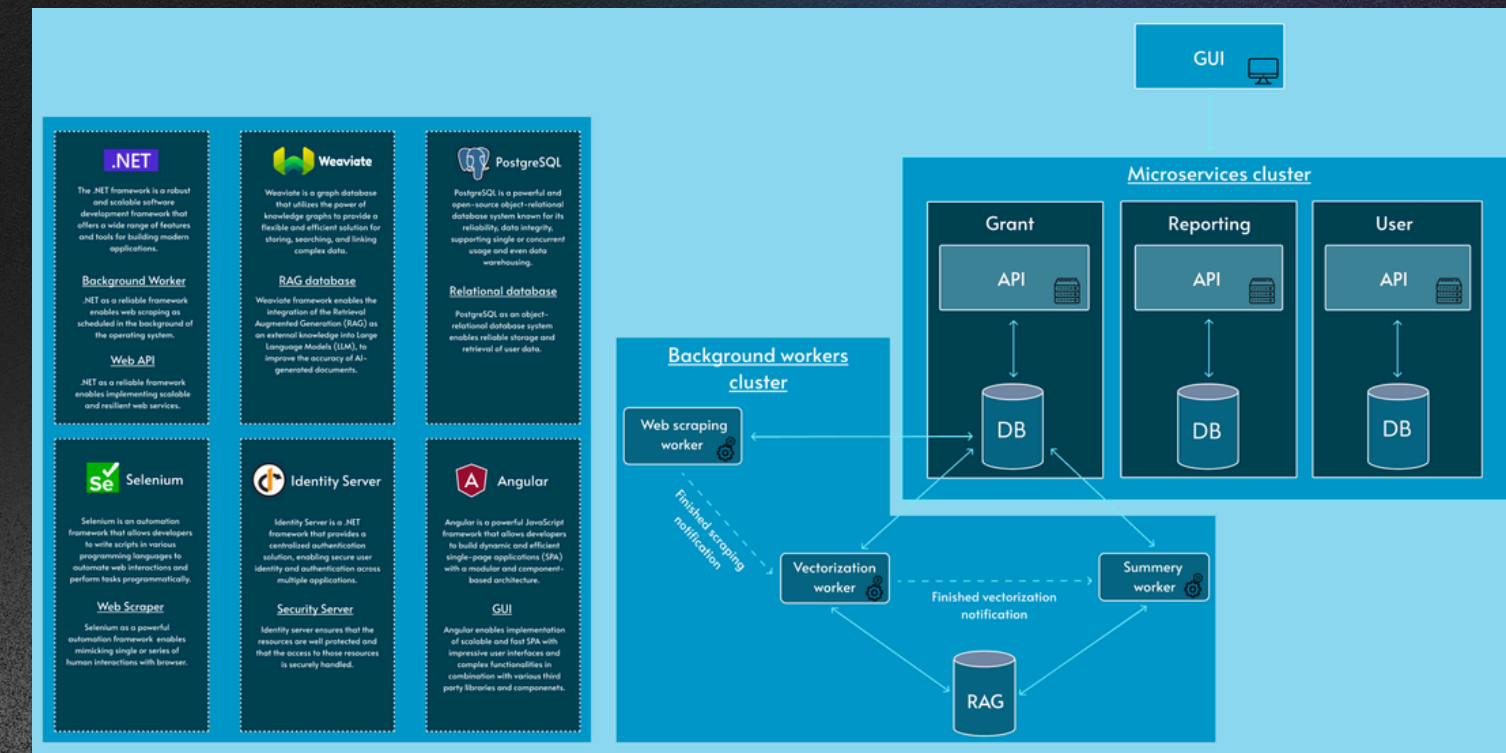 .NET
The .NET framework is a robust
and scalable software
development framework that
offers a wide range of features
and tools for building modern
applications.
Background Worker
.NET as a reliable framework
enables web scraping as
scheduled in the background of
the operating system.
Web API
.NET as a reliable framework
enables implementing scalable
and resilient web services.
Weaviate
Weaviate is a graph database
that utilizes the power of
knowledge graphs to provide a
flexible and efficient solution for
storing, searching, and linking
complex data.
RAG database
Weaviate framework enables the
integration of the Retrieval
Augmented Generation (RAG) as
an external knowledge into Large
Language Models (LLM), to
improve the accuracy of AI-
generated documents.
PostgreSQL
PostgreSQL is a powerful and
open-source object-relational
database system known for its
reliability, data integrity,
supporting single or concurrent
usage and even data
warehousing.
Relational database
PostgreSQL as an object-
relational database system
enables reliable storage and
retrieval of user data.
Se Selenium
Selenium is an automation
framework that allows developers
to write scripts in various
programming languages to
automate web interactions and
perform tasks programmatically.
Web Scraper
Selenium as a powerful
automation framework enables
mimicking single or series of
human interactions with browser.
Identity Server
Identity Server is a .NET
framework that provides a
centralized authentication
solution, enabling secure user
identity and authentication across
multiple applications.
Security Server
Identity server ensures that the
resources are well protected and
that the access to those resources
is securely handled.
A Angular
Angular is a powerful JavaScript
framework that allows developers
to build dynamic and efficient
single-page applications (SPA)
with a modular and component-
based architecture.
GUI
Angular enables implementation
of scalable and fast SPA with
impressive user interfaces and
complex functionalities in
combination with various third
party libraries and componenets.
GUI
Microservices cluster
Grant
API
DB
Reporting
API
DB
User
API
DB
Background workers
cluster
Web scraping
worker
Finished scraping
notification
Vectorization
worker
Finished vectorization
notification
Summery
worker
RAG